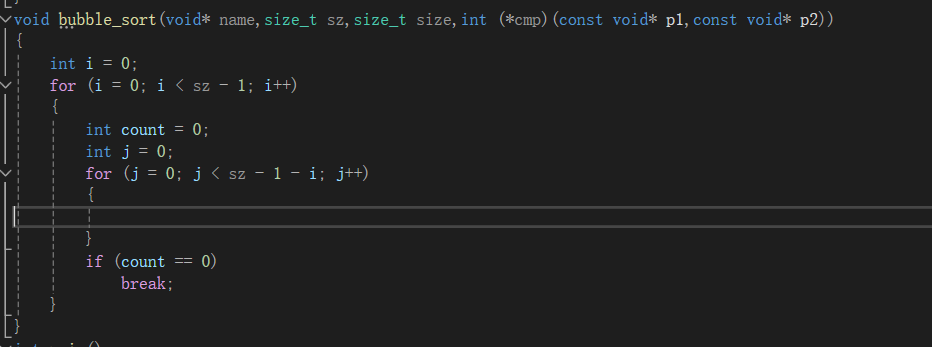 void bubble_sort(void* name,size_t sz,size_t size,int (*cmp)(const void* p1,const void* p2))
{
    int i = 0;
    for (i = 0; i < sz - 1; i++)
    {
        int count = 0;
        int j = 0;
        for (j = 0; j < sz - 1 - i; j++)
        {

        }
        if (count == 0)
            break;
    }
}